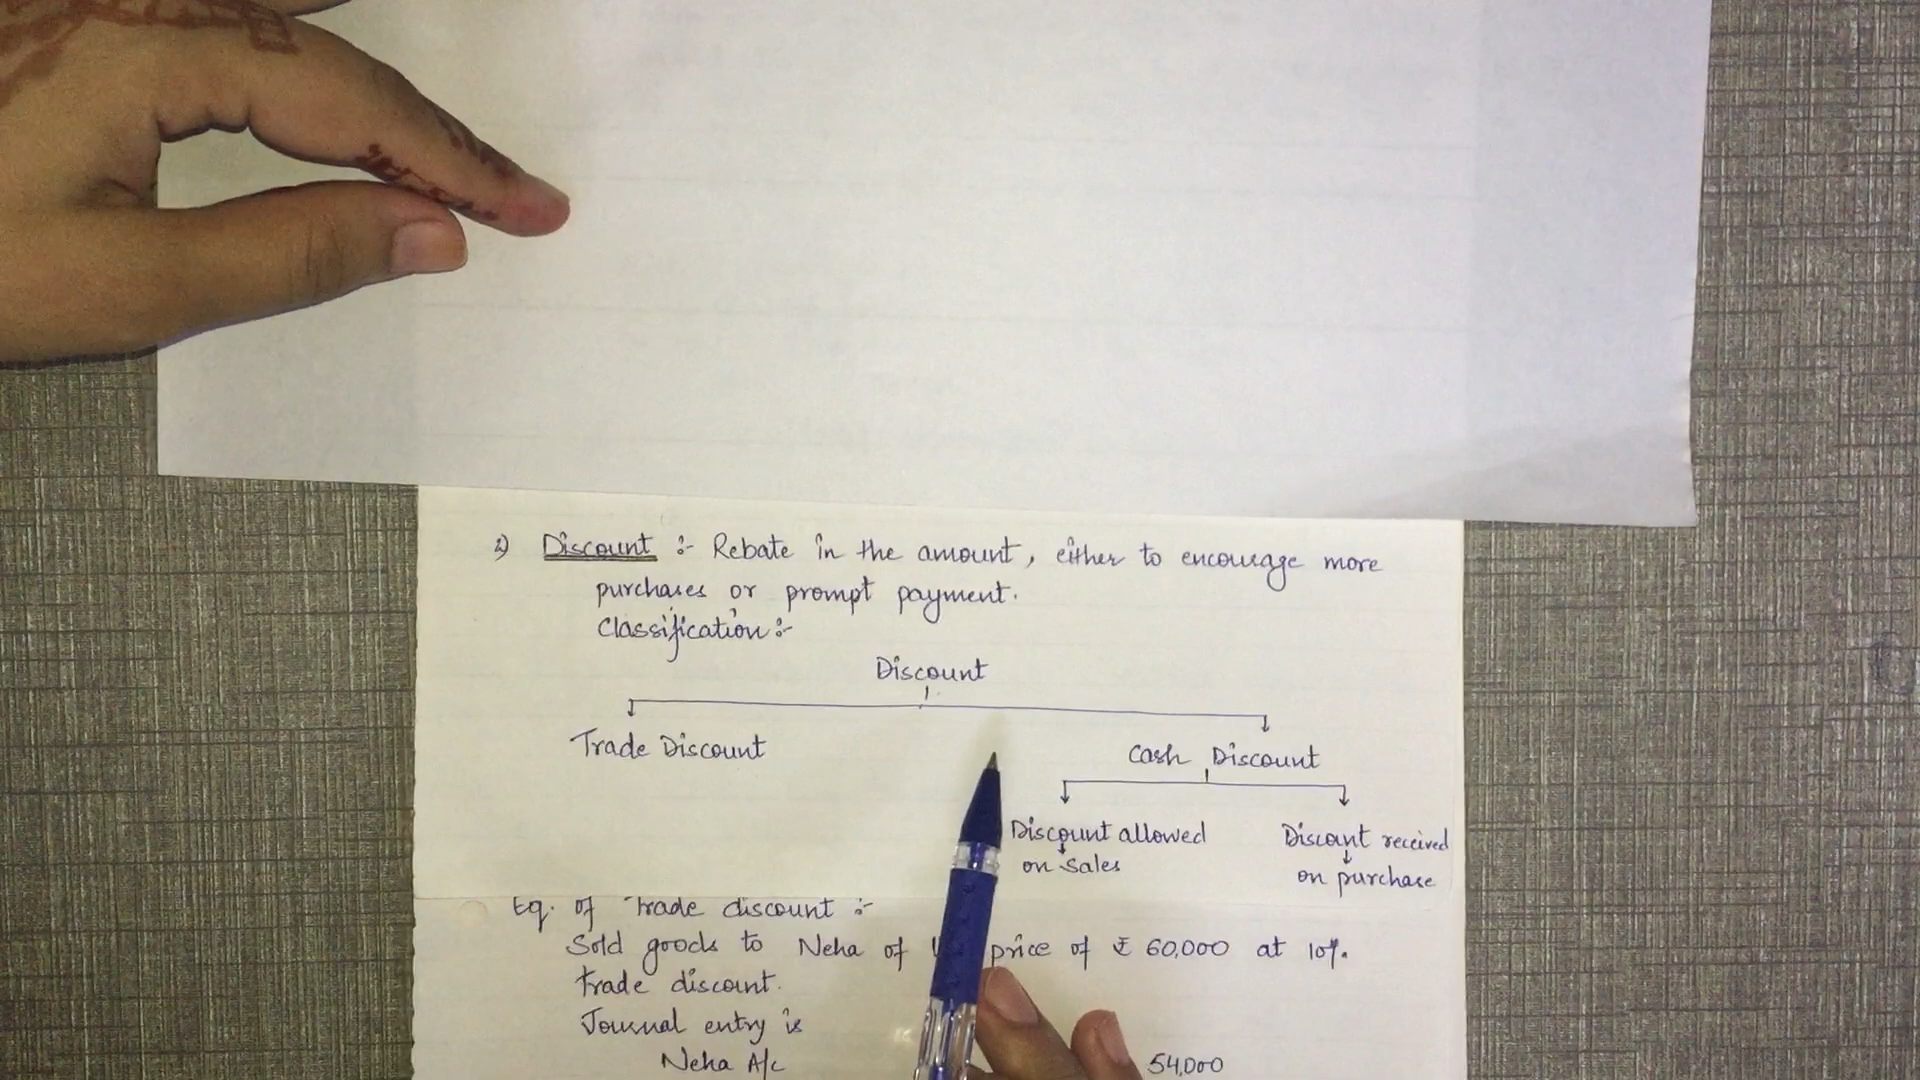 2) Discount :- Rebate in the amount, either to encourage more
purchases or prompt payment.
Classification :-
Discount
Trade Discount
Cash Discount
Discount allowed
on sales
Discount received
on purchase
Eg. of Trade discount :-
Sold goods to Neha of price of ₹ 60,000 at 10%.
trade discount.
Journal entry is
Neha A/c 54,000